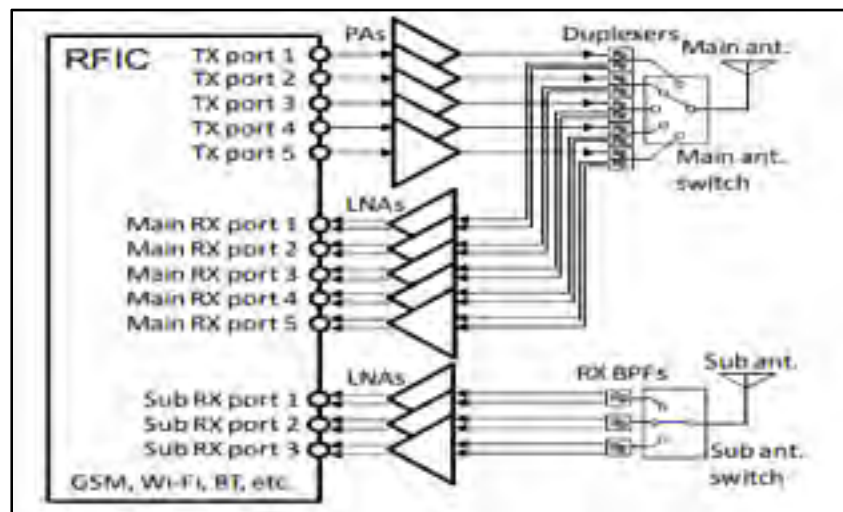 RFIC
TX port 1
TX port 2
TX port 3
TX port 4
TX port 5
PAs
Duplexers
Main ant.
Main ant.
switch
LNAs
Main RX port 1
Main RX port 2
Main RX port 3
Main RX port 4
Main RX port 5
LNAs
RX BPFs
Sub ant.
Sub RX port 1
Sub RX port 2
Sub RX port 3
Sub ant.
switch
GSM, Wi-Fi, BT, etc.